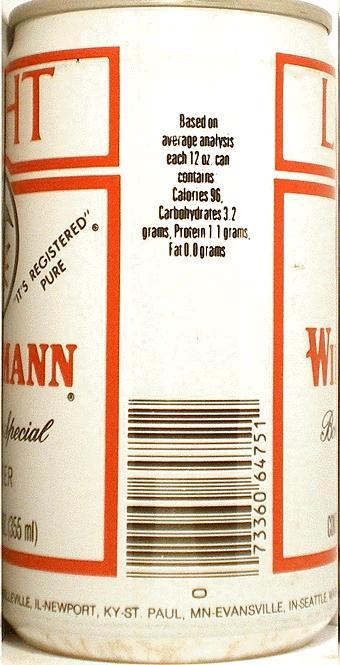 HT
"IT'S REGISTERED"®
PURE
MANN®
Special
ER
(355 ml)
Based on
average analysis
each 12 oz. can
contains
Calories 96,
Carbohydrates 3.2
grams, Protein 1.1 grams,
Fat 0.0 grams
73360 64751
0
L
WI
Be
CON
LLEVILLE, IL-NEWPORT, KY-ST. PAUL, MN-EVANSVILLE, IN-SEATTLE,